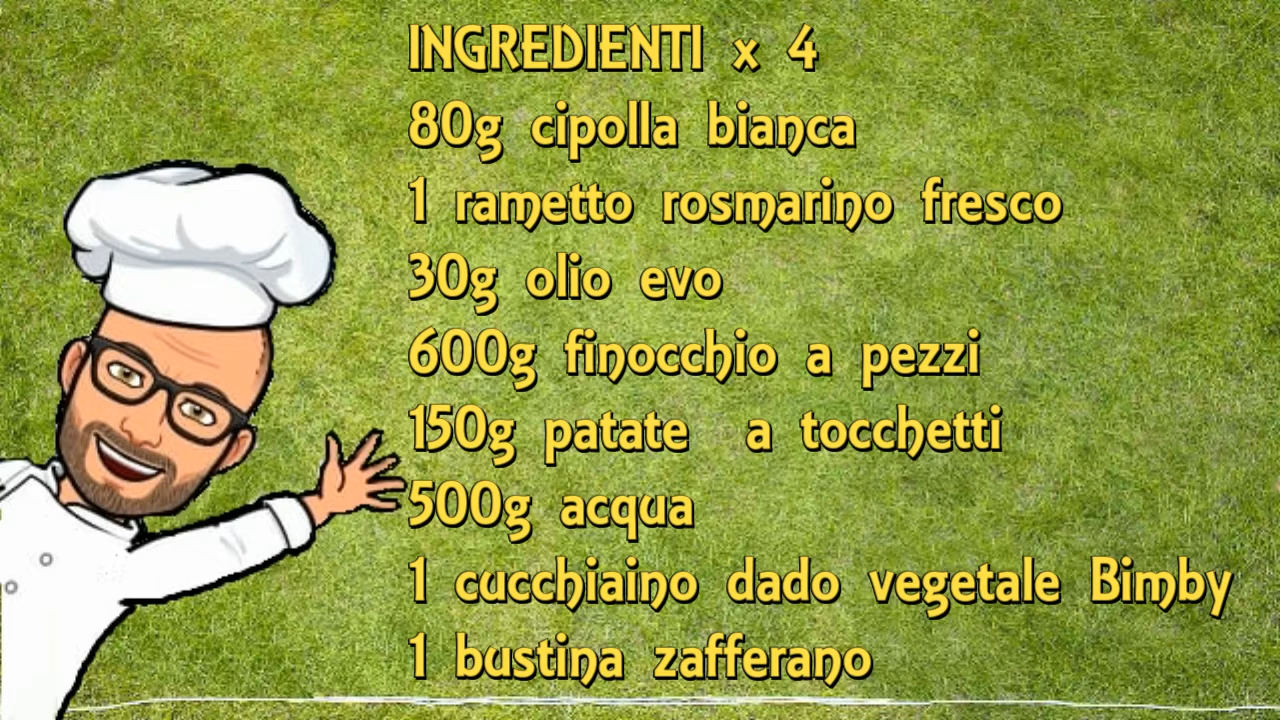 INGREDIENTI x 4
80g cipolla bianca
1 rametto rosmarino fresco
30g olio evo
600g finocchio a pezzi
150g patate a tocchetti
500g acqua
1 cucchiaino dado vegetale Bimby
1 bustina zafferano